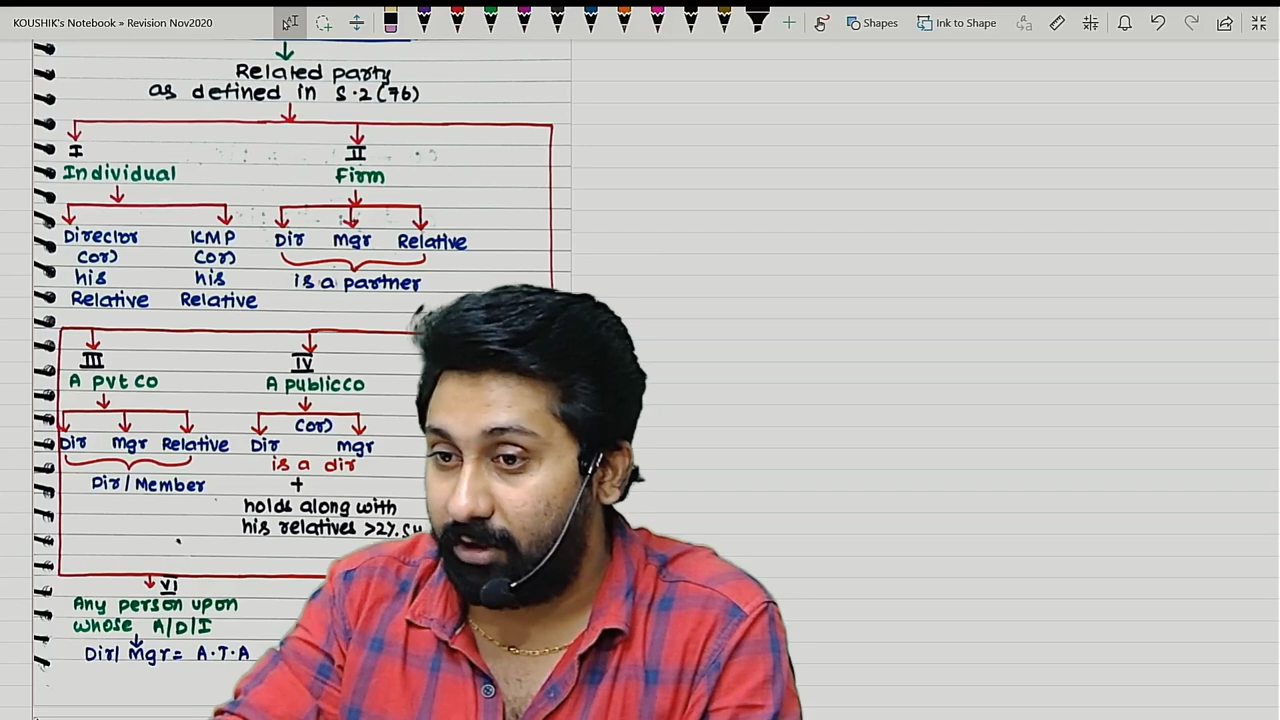 KOUSHIK's Notebook » Revision Nov2020
Shapes
Ink to Shape
Related party
as defined in S.2(76)
I
Individual
II
Firm
Director
(or)
his
Relative
KMP
(or)
his
Relative
Dir Mgr Relative
is a partner
III
A pvt co
Dir Mgr Relative
Dir/Member
IV
A public co
(or)
Dir Mgr
is a dir
+
holds along with
his relatives >2%
VI
Any person upon
whose A/D/I
Dir/ Mgr = A.T.A